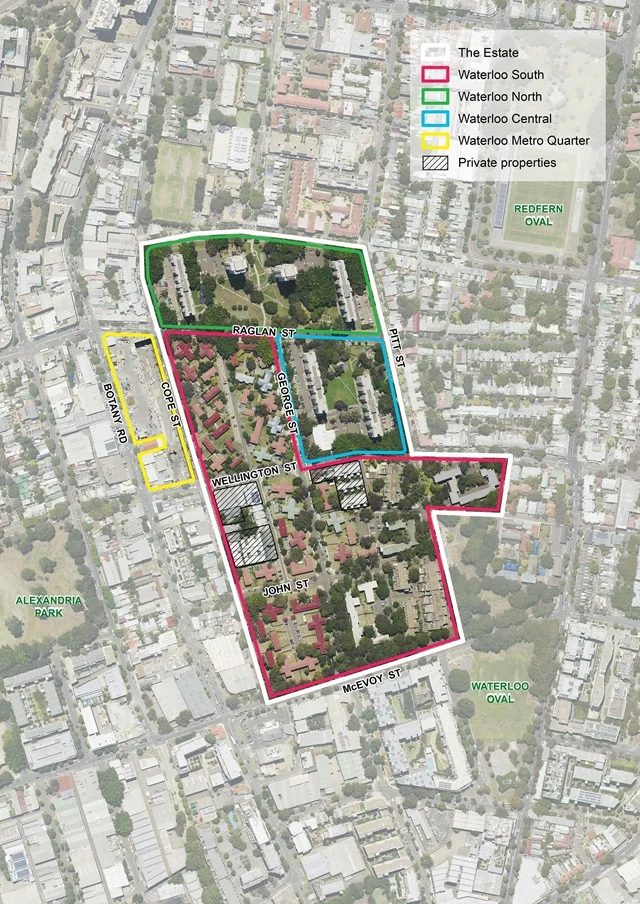 The Estate
Waterloo South
Waterloo North
Waterloo Central
Waterloo Metro Quarter
Private properties
REDFERN
OVAL
RAGLAN ST
PITT ST
BOTANY RD
COPE ST
GEORGE ST
WELLINGTON ST
JOHN ST
ALEXANDRIA
PARK
McEVOY ST
WATERLOO
OVAL